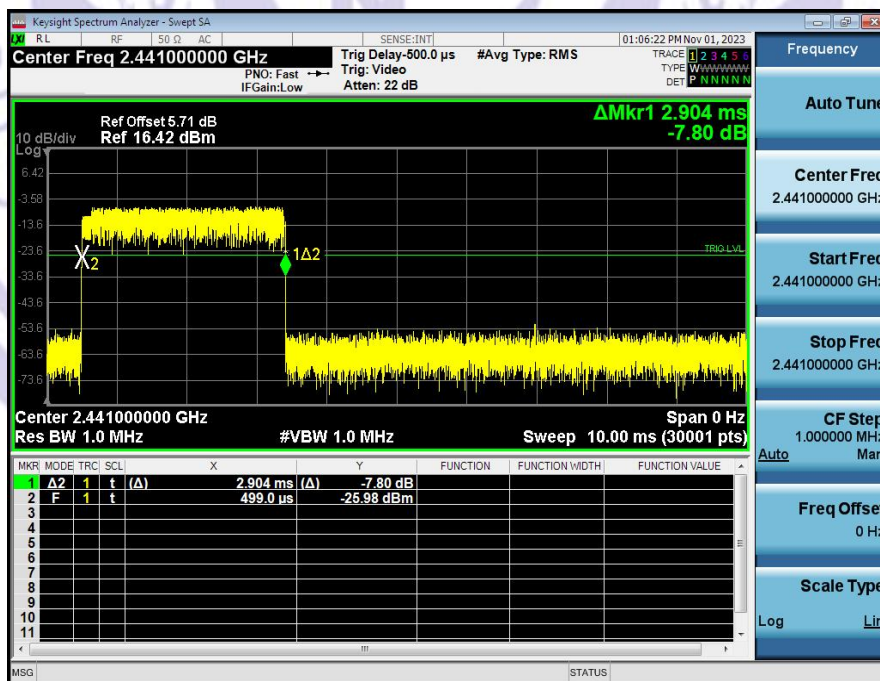 Keysight Spectrum Analyzer - Swept SA
LXI RL RF 50 Ω AC SENSE:INT 01:06:22 PM Nov 01, 2023
Center Freq 2.441000000 GHz
PNO: Fast
IFGain:Low
Trig Delay-500.0 µs
Trig: Video
Atten: 22 dB
#Avg Type: RMS
TRACE 1 2 3 4 5 6
TYPE WWWWWW
DET P N N N N N
Ref Offset 5.71 dB
10 dB/div Ref 16.42 dBm
Log
ΔMkr1 2.904 ms
-7.80 dB
6.42
-3.58
-13.6
-23.6
-33.6
-43.6
-53.6
-63.6
-73.6
2
1Δ2
TRIG LVL
Center 2.441000000 GHz Span 0 Hz
Res BW 1.0 MHz #VBW 1.0 MHz Sweep 10.00 ms (30001 pts)
MKR MODE TRC SCL X Y FUNCTION FUNCTION WIDTH FUNCTION VALUE
1 Δ2 1 t (Δ) 2.904 ms (Δ) -7.80 dB
2 F 1 t 499.0 µs -25.98 dBm
3
4
5
6
7
8
9
10
11
MSG STATUS
Frequency
Auto Tune
Center Freq
2.441000000 GHz
Start Freq
2.441000000 GHz
Stop Freq
2.441000000 GHz
CF Step
1.000000 MHz
Auto Man
Freq Offset
0 Hz
Scale Type
Log Lin